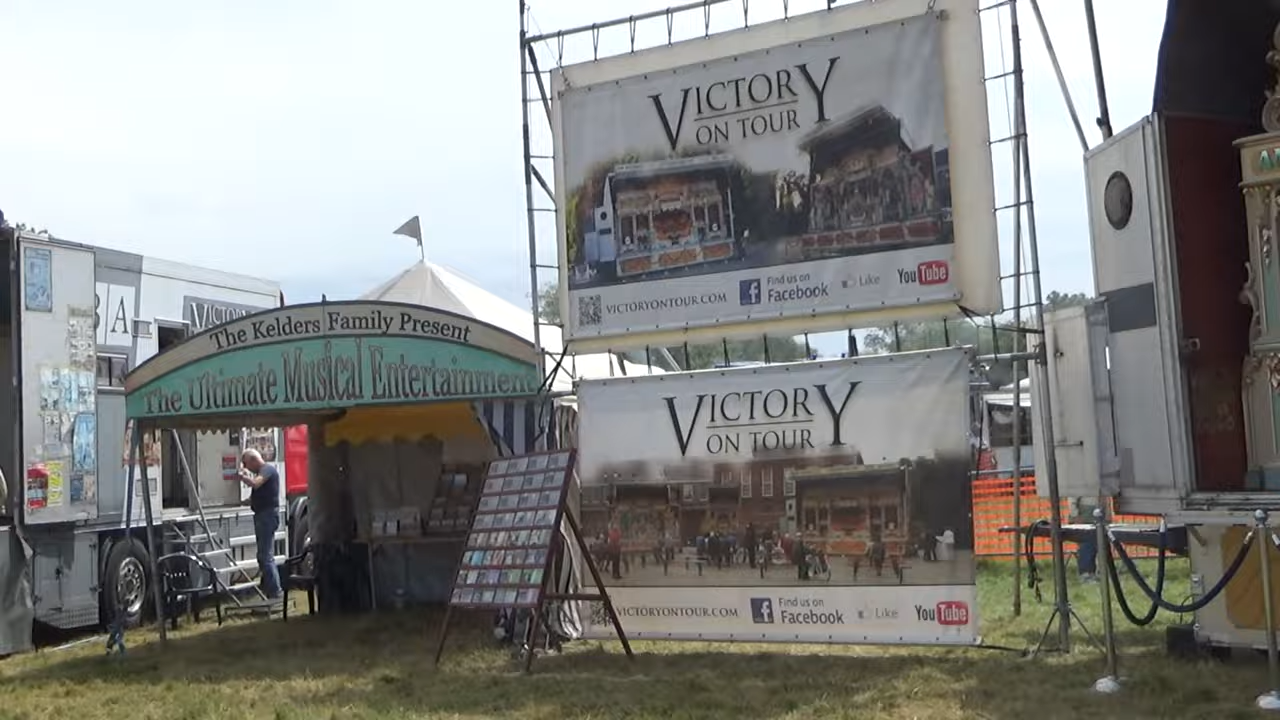 VICTORY
ON TOUR
VICTORYONTOUR.COM
Find us on
Facebook
Like
YouTube
The Kelders Family Present
The Ultimate Musical Entertainment
VICTORY
ON TOUR
VICTORYONTOUR.COM
Find us on
Facebook
Like
YouTube